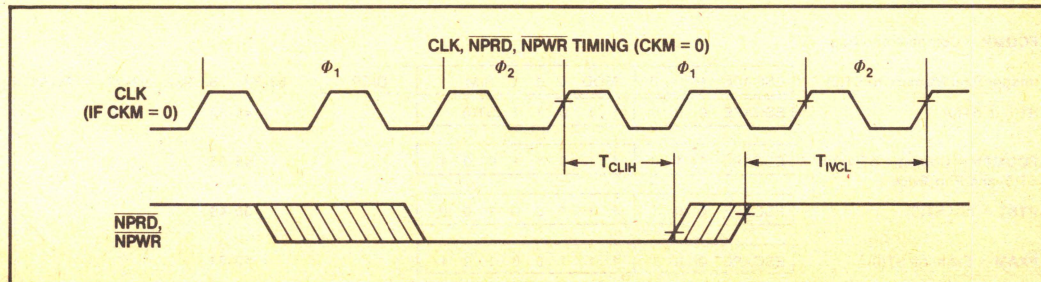 CLK, NPRD, NPWR TIMING (CKM = 0)
Φ1 Φ2 Φ1 Φ2
CLK
(IF CKM = 0)
TCLIH TIVCL
NPRD,
NPWR